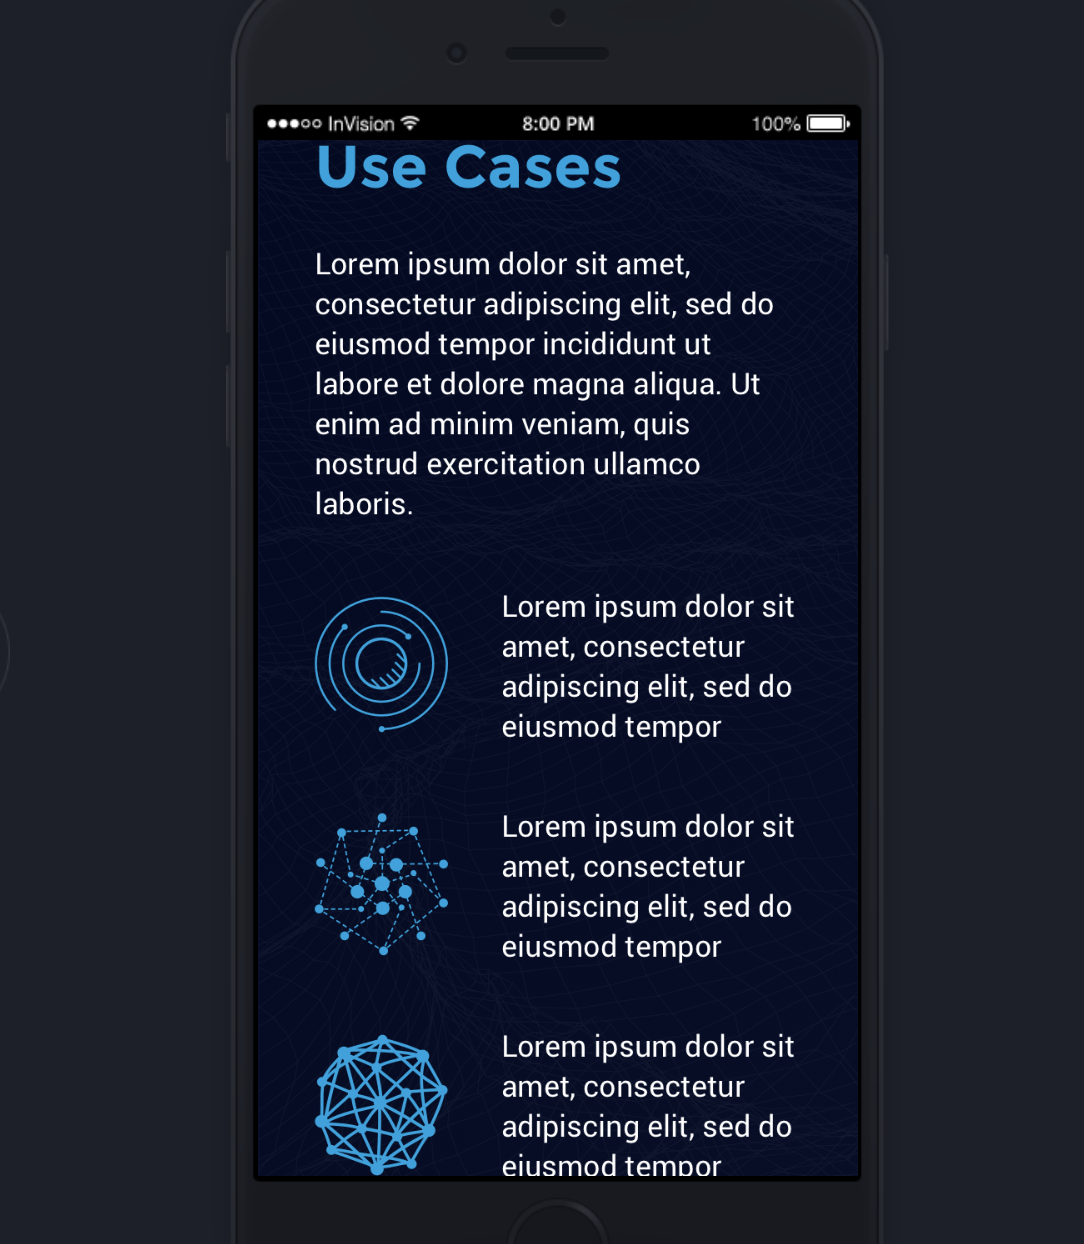 InVision 8:00 PM 100%
Use Cases
Lorem ipsum dolor sit amet,
consectetur adipiscing elit, sed do
eiusmod tempor incididunt ut
labore et dolore magna aliqua. Ut
enim ad minim veniam, quis
nostrud exercitation ullamco
laboris.
Lorem ipsum dolor sit
amet, consectetur
adipiscing elit, sed do
eiusmod tempor
Lorem ipsum dolor sit
amet, consectetur
adipiscing elit, sed do
eiusmod tempor
Lorem ipsum dolor sit
amet, consectetur
adipiscing elit, sed do
eiusmod tempor